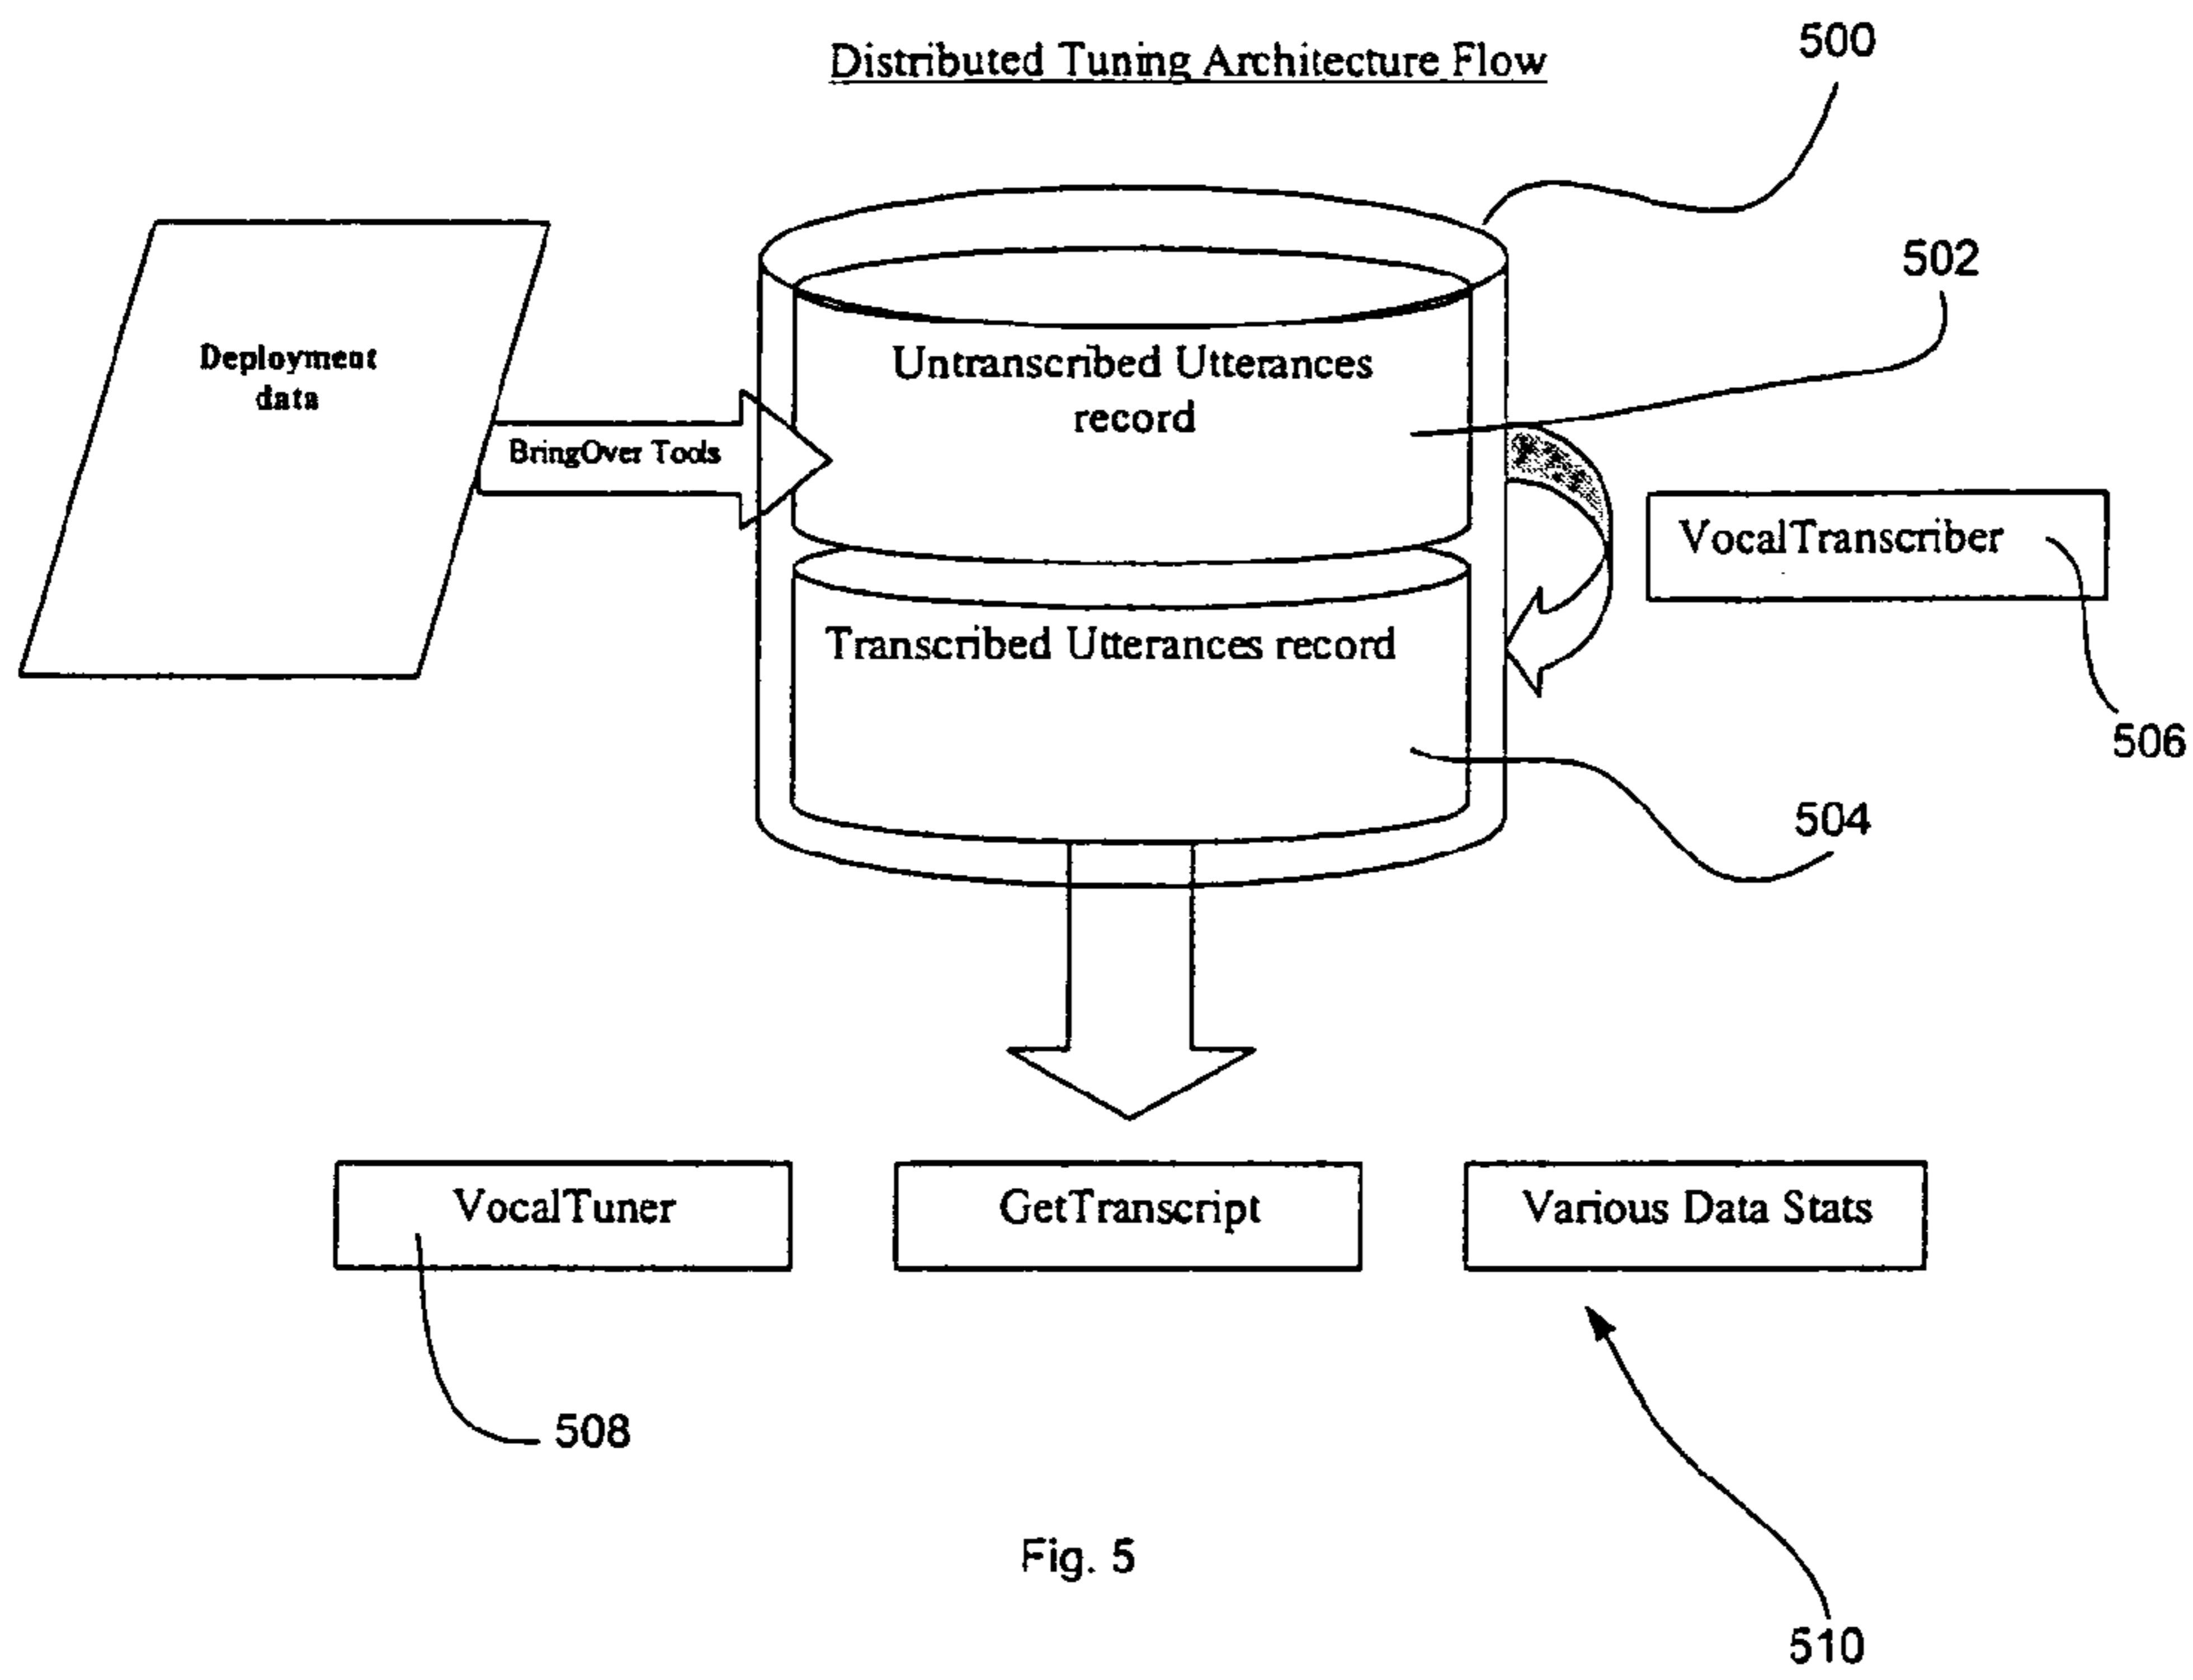 Distributed Tuning Architecture Flow
500
502
Deployment
data
BringOver Tools
Untranscribed Utterances
record
VocalTranscriber
Transcribed Utterances record
506
504
VocalTuner
GetTranscript
Various Data Stats
508
Fig. 5
510